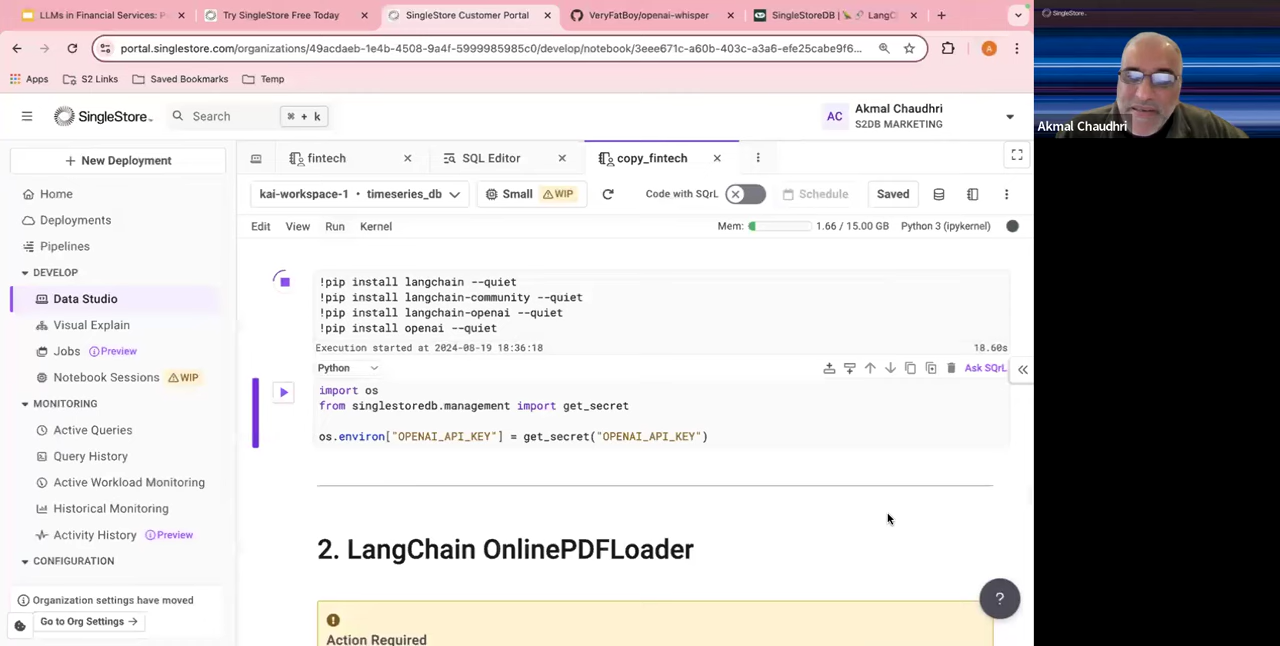 LLMs in Financial Services: P
Try SingleStore Free Today
SingleStore Customer Portal
VeryFatBoy/openai-whisper
SingleStoreDB | 🦜️🔗 LangC
portal.singlestore.com/organizations/49acdaeb-1e4b-4508-9a4f-5999985985c0/develop/notebook/3eee671c-a60b-403c-a3a6-efe25cabe9f6...
A
Apps
S2 Links
Saved Bookmarks
Temp
SingleStore
Akmal Chaudhri
SingleStore
Search
⌘ + k
AC
Akmal Chaudhri
S2DB MARKETING
+ New Deployment
Home
Deployments
Pipelines
DEVELOP
Data Studio
Visual Explain
Jobs Preview
Notebook Sessions WIP
MONITORING
Active Queries
Query History
Active Workload Monitoring
Historical Monitoring
Activity History Preview
CONFIGURATION
Organization settings have moved
Go to Org Settings →
fintech
SQL Editor
copy_fintech
kai-workspace-1 • timeseries_db
Small WIP
Code with SQrL
Schedule
Saved
Edit View Run Kernel
Mem: 1.66 / 15.00 GB
Python 3 (ipykernel)
!pip install langchain --quiet
!pip install langchain-community --quiet
!pip install langchain-openai --quiet
!pip install openai --quiet
Execution started at 2024-08-19 18:36:18
18.60s
Python
Ask SQrL
import os
from singlestoredb.management import get_secret
os.environ["OPENAI_API_KEY"] = get_secret("OPENAI_API_KEY")
2. LangChain OnlinePDFLoader
Action Required
?